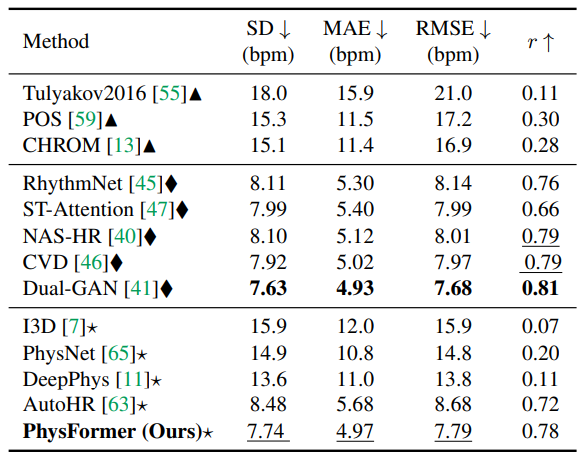 Method SD ↓ (bpm) MAE ↓ (bpm) RMSE ↓ (bpm) r ↑
Tulyakov2016 [55]▲ 18.0 15.9 21.0 0.11
POS [59]▲ 15.3 11.5 17.2 0.30
CHROM [13]▲ 15.1 11.4 16.9 0.28
RhythmNet [45]♦ 8.11 5.30 8.14 0.76
ST-Attention [47]♦ 7.99 5.40 7.99 0.66
NAS-HR [40]♦ 8.10 5.12 8.01 0.79
CVD [46]♦ 7.92 5.02 7.97 0.79
Dual-GAN [41]♦ 7.63 4.93 7.68 0.81
I3D [7]⋆ 15.9 12.0 15.9 0.07
PhysNet [65]⋆ 14.9 10.8 14.8 0.20
DeepPhys [11]⋆ 13.6 11.0 13.8 0.11
AutoHR [63]⋆ 8.48 5.68 8.68 0.72
PhysFormer (Ours)⋆ 7.74 4.97 7.79 0.78